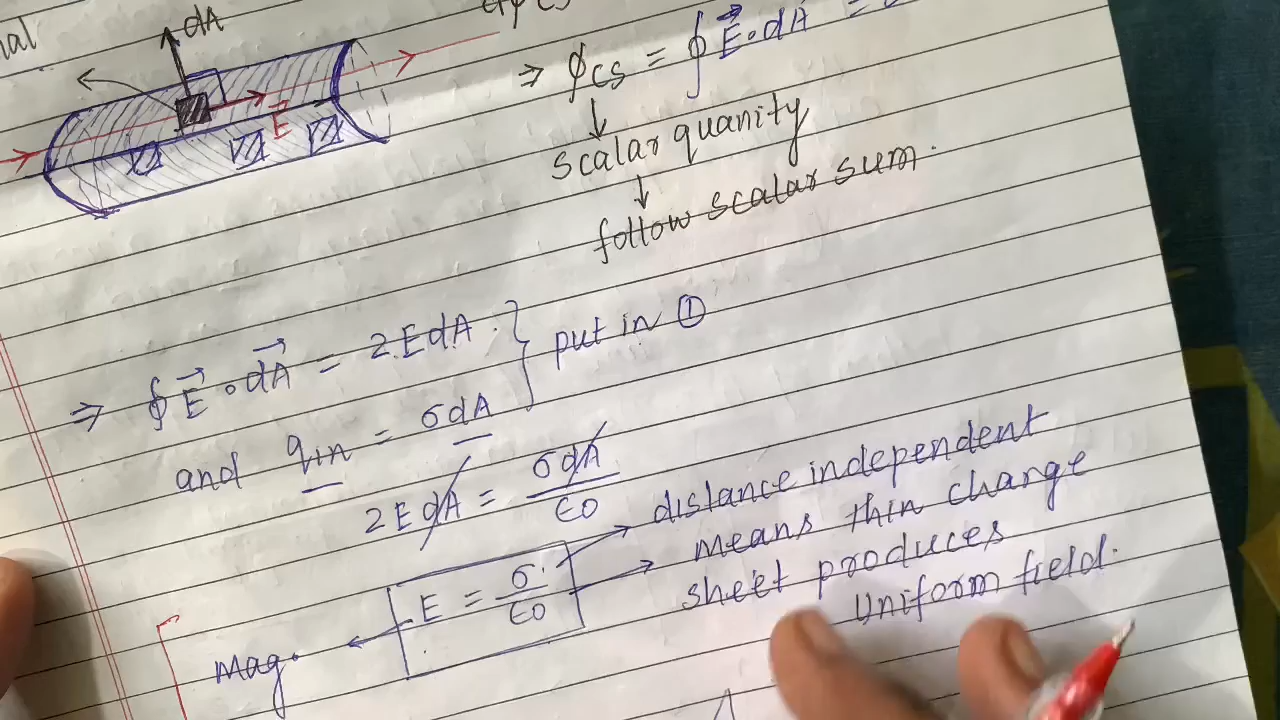 dA
E
⇒ ϕcs = ∮ E⃗ · dA
scalar quanity
follow scalar sum.
⇒ ∮ E⃗ · dA⃗ = 2EdA } put in ①
and qin = σdA
2EdA = σdA / ε0
E = σ / ε0
Mag.
distance independent
means thin change
sheet produces
Uniform field.